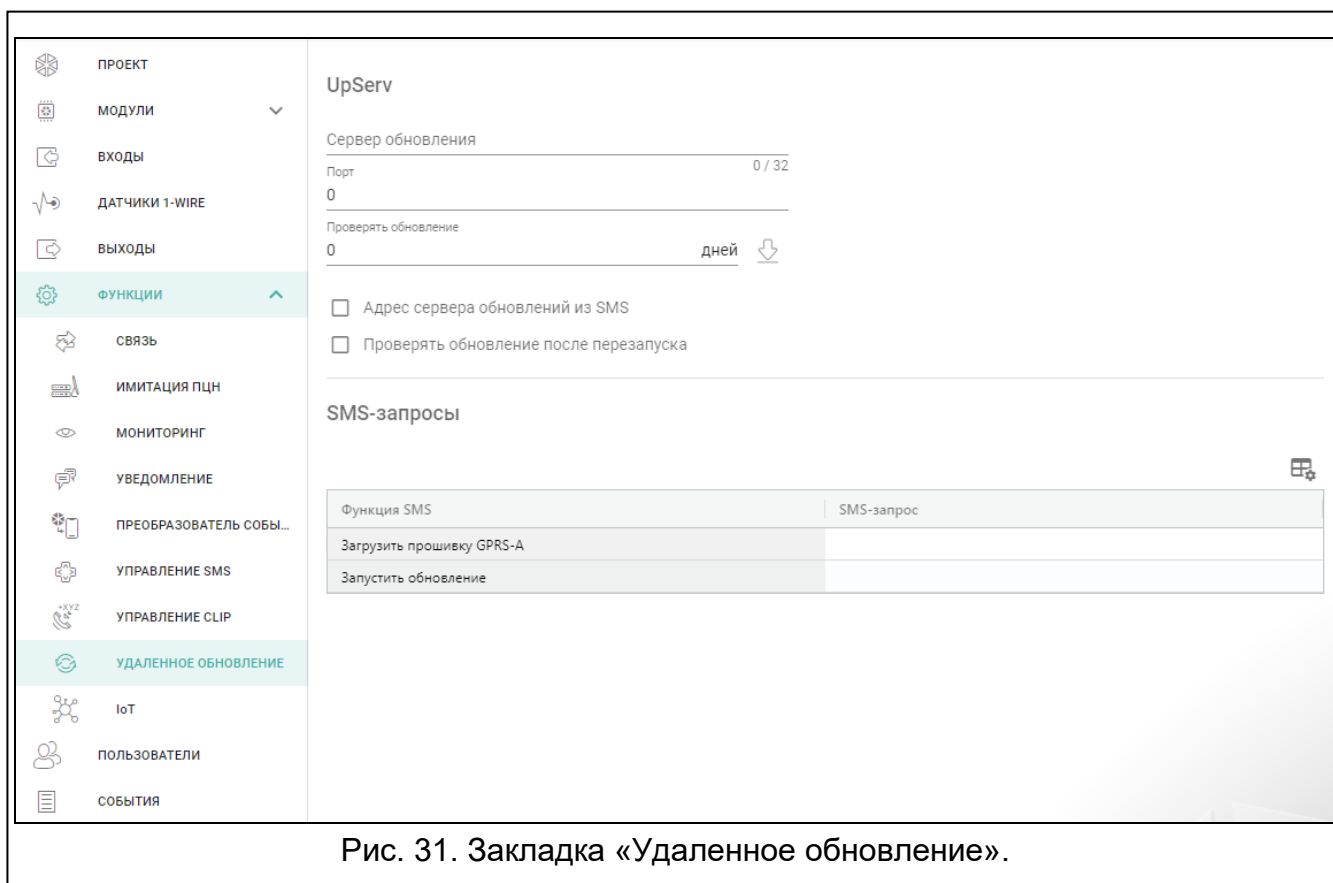 ПРОЕКТ
МОДУЛИ
ВХОДЫ
ДАТЧИКИ 1-WIRE
ВЫХОДЫ
ФУНКЦИИ
СВЯЗЬ
ИМИТАЦИЯ ПЦН
МОНИТОРИНГ
УВЕДОМЛЕНИЕ
ПРЕОБРАЗОВАТЕЛЬ СОБЫ...
УПРАВЛЕНИЕ SMS
+XYZ
УПРАВЛЕНИЕ CLIP
УДАЛЕННОЕ ОБНОВЛЕНИЕ
IoT
ПОЛЬЗОВАТЕЛИ
СОБЫТИЯ
UpServ
Сервер обновления
0 / 32
Порт
0
Проверять обновление
0 дней
Адрес сервера обновлений из SMS
Проверять обновление после перезапуска
SMS-запросы
Функция SMS SMS-запрос
Загрузить прошивку GPRS-A
Запустить обновление
Рис. 31. Закладка «Удаленное обновление».